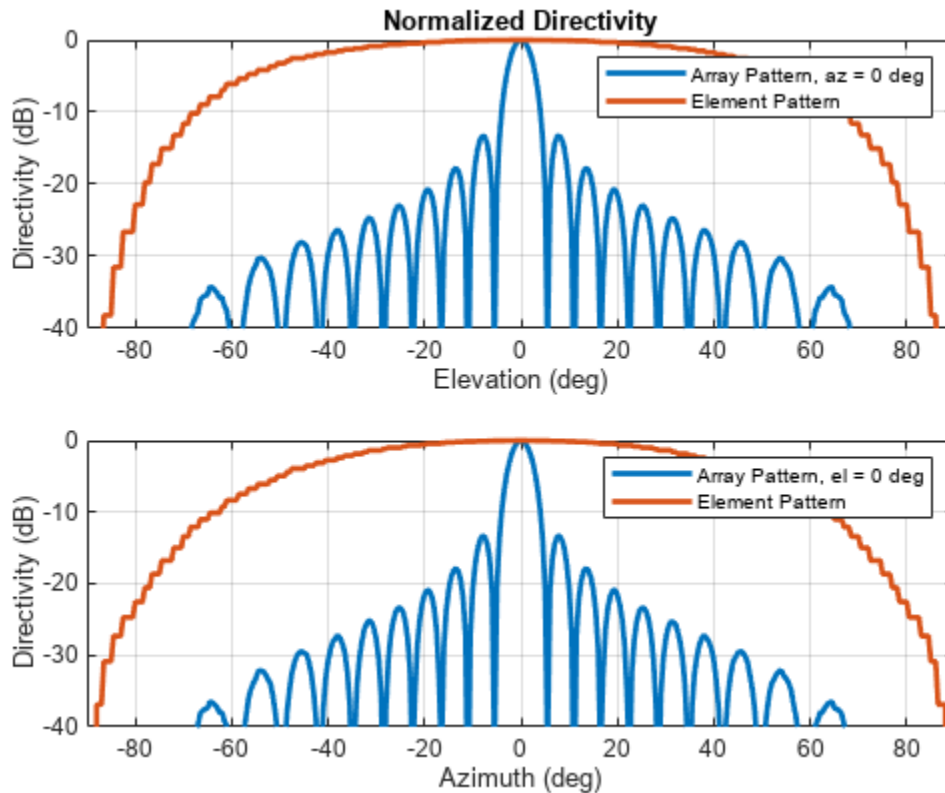 Normalized Directivity
Directivity (dB)
0
-10
-20
-30
-40
Array Pattern, az = 0 deg
Element Pattern
-80 -60 -40 -20 0 20 40 60 80
Elevation (deg)
Directivity (dB)
0
-10
-20
-30
-40
Array Pattern, el = 0 deg
Element Pattern
-80 -60 -40 -20 0 20 40 60 80
Azimuth (deg)